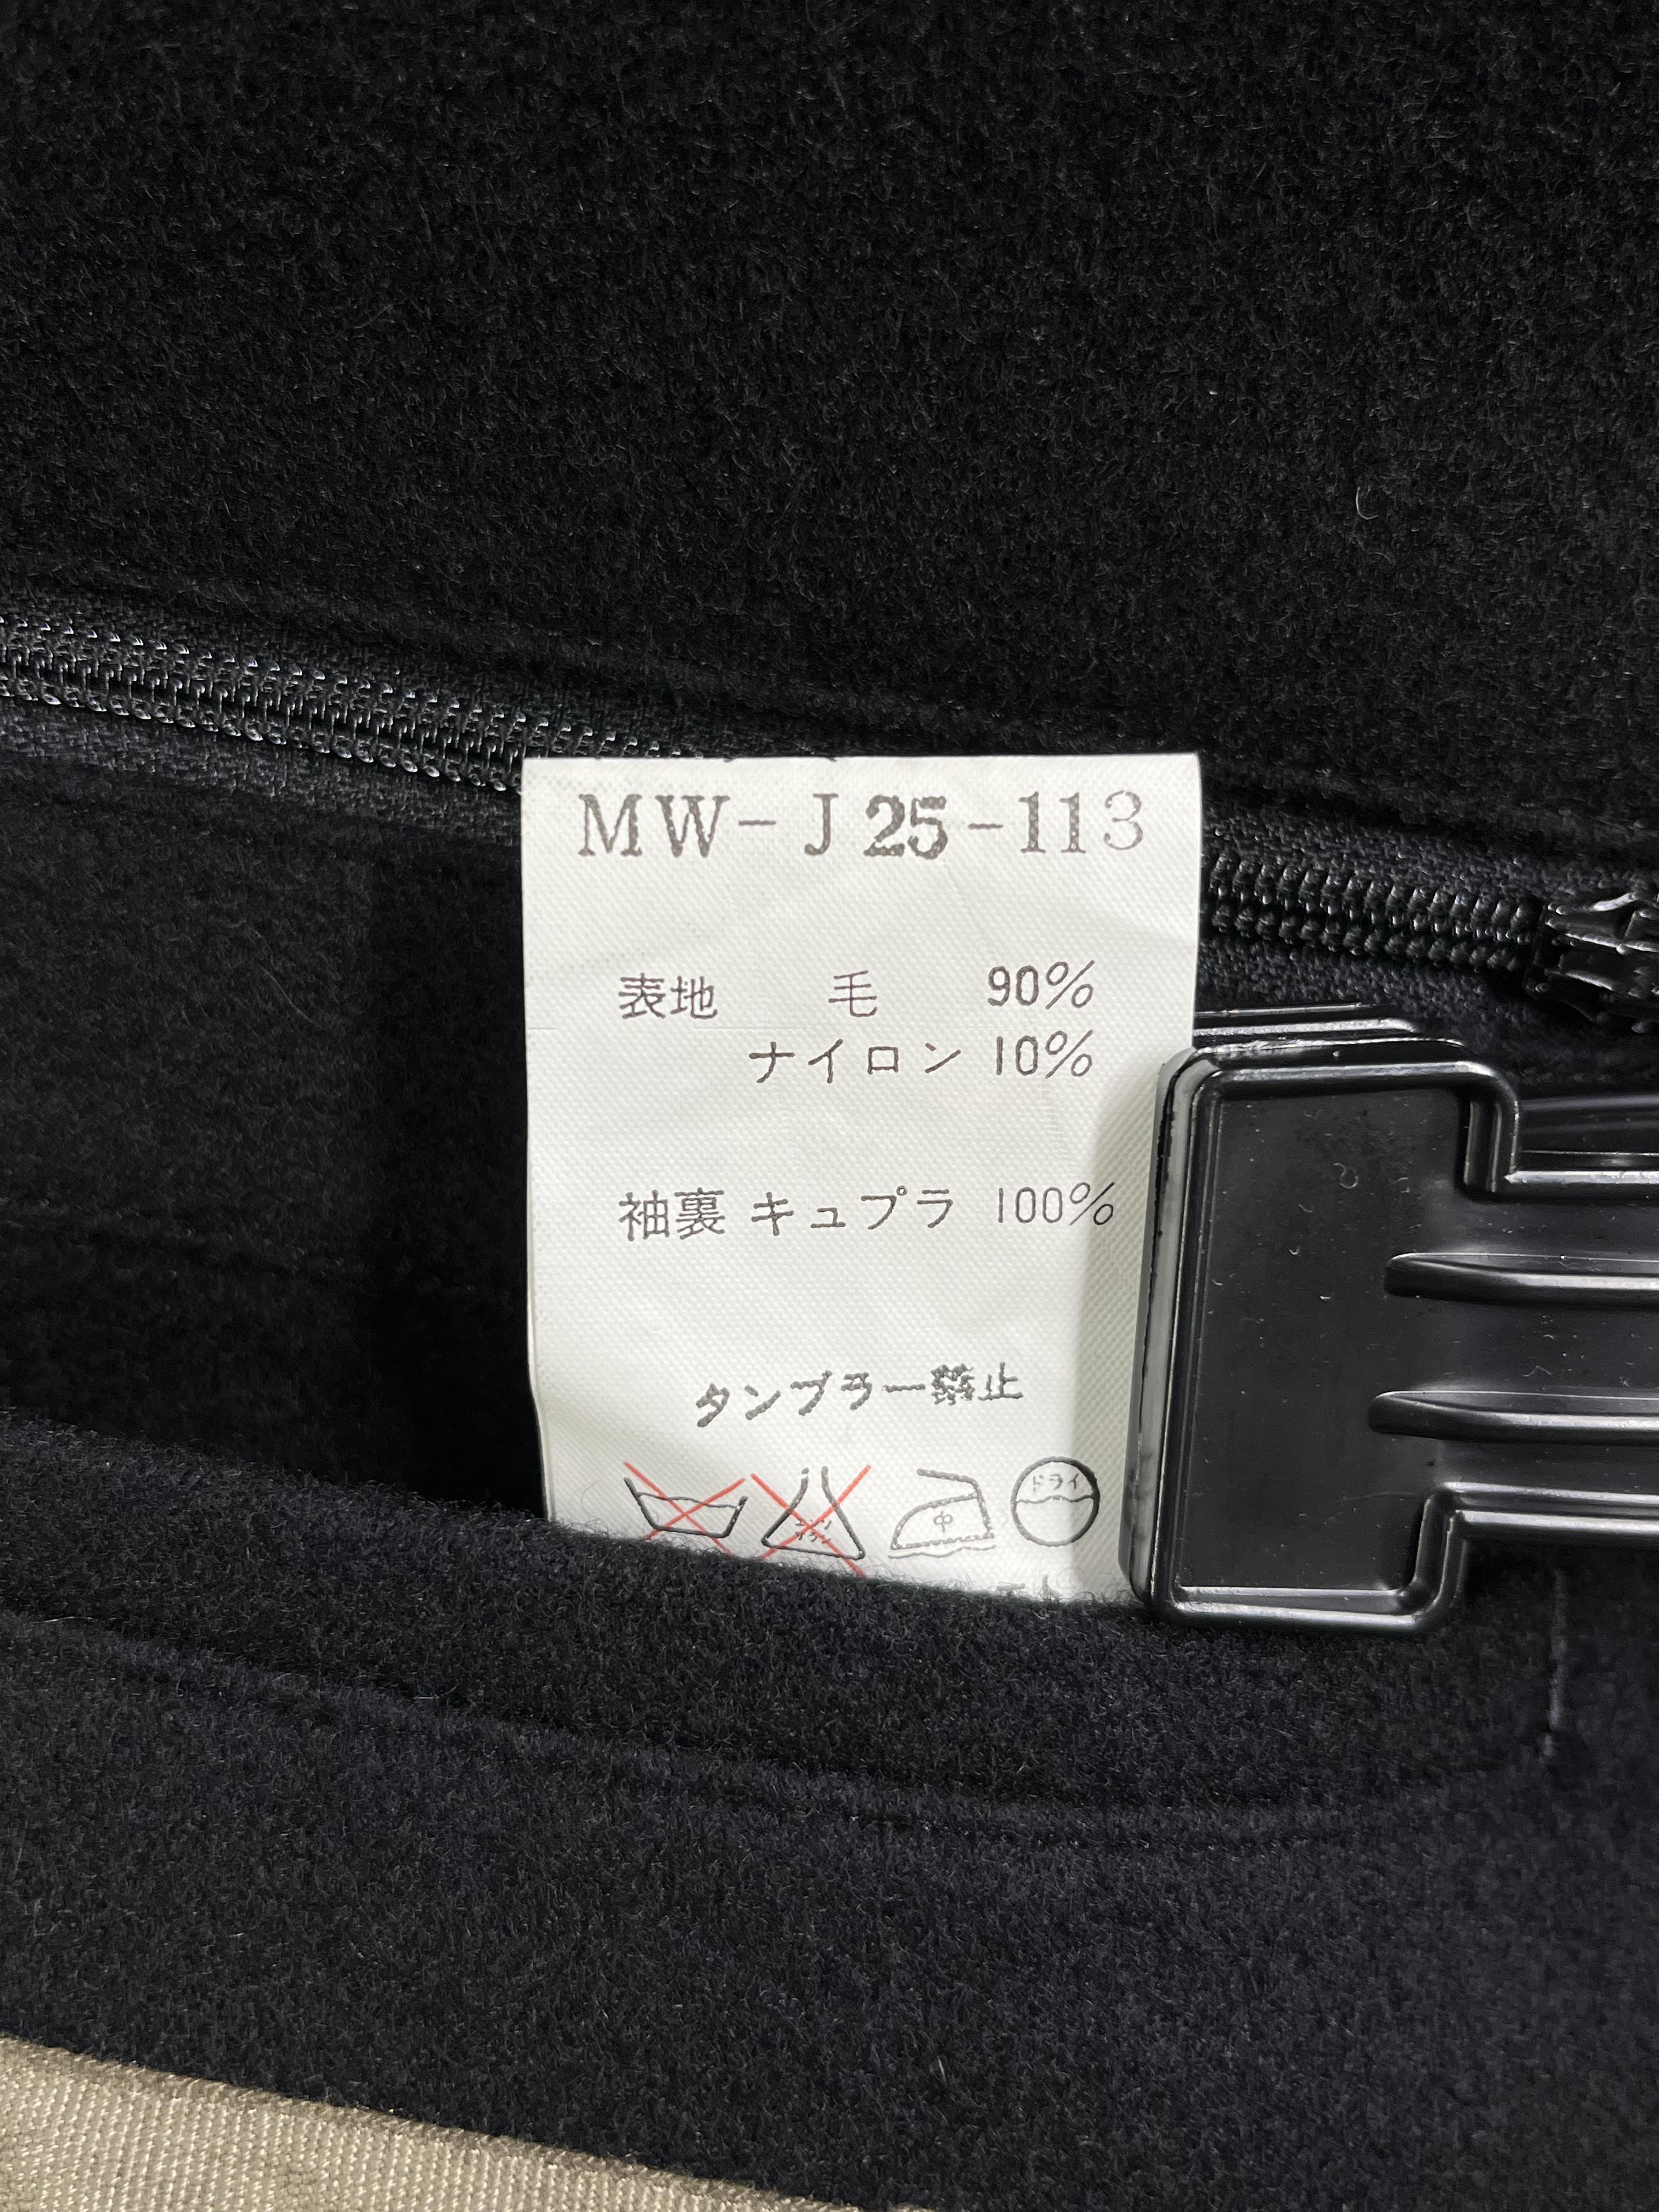 MW-J25-113
表地 毛 90%
ナイロン 10%
袖裏 キュプラ 100%
タンブラー禁止
中 ドライ